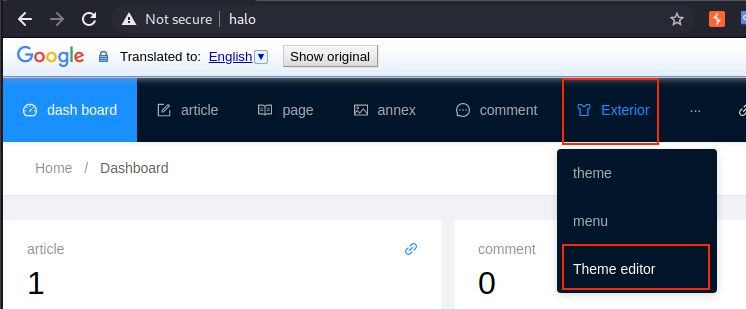 Not secure halo
Google Translated to: English Show original
dash board article page annex comment Exterior ...
Home / Dashboard
theme
menu
Theme editor
article comment
1 0